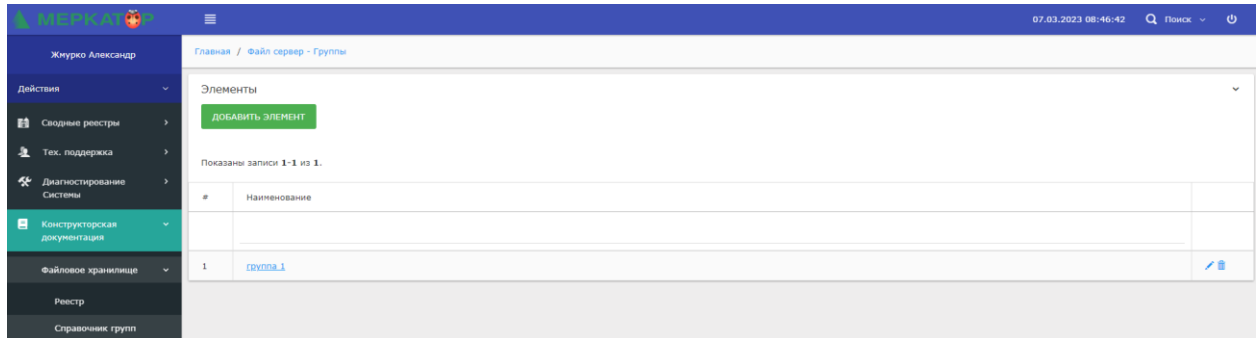 МЕРКАТОР
07.03.2023 08:46:42 Поиск
Жмурко Александр
Главная / Файл сервер - Группы
Действия
Элементы
ДОБАВИТЬ ЭЛЕМЕНТ
Сводные реестры
Тех. поддержка
Показаны записи 1-1 из 1.
Диагностирование
Системы
# Наименование
Конструкторская
документация
1 группа 1
Файловое хранилище
Реестр
Справочник групп